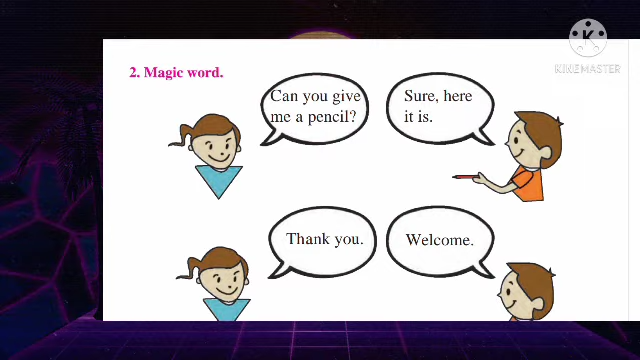 2. Magic word.
Can you give
me a pencil?
Sure, here
it is.
Thank you.
Welcome.
KINEMASTER